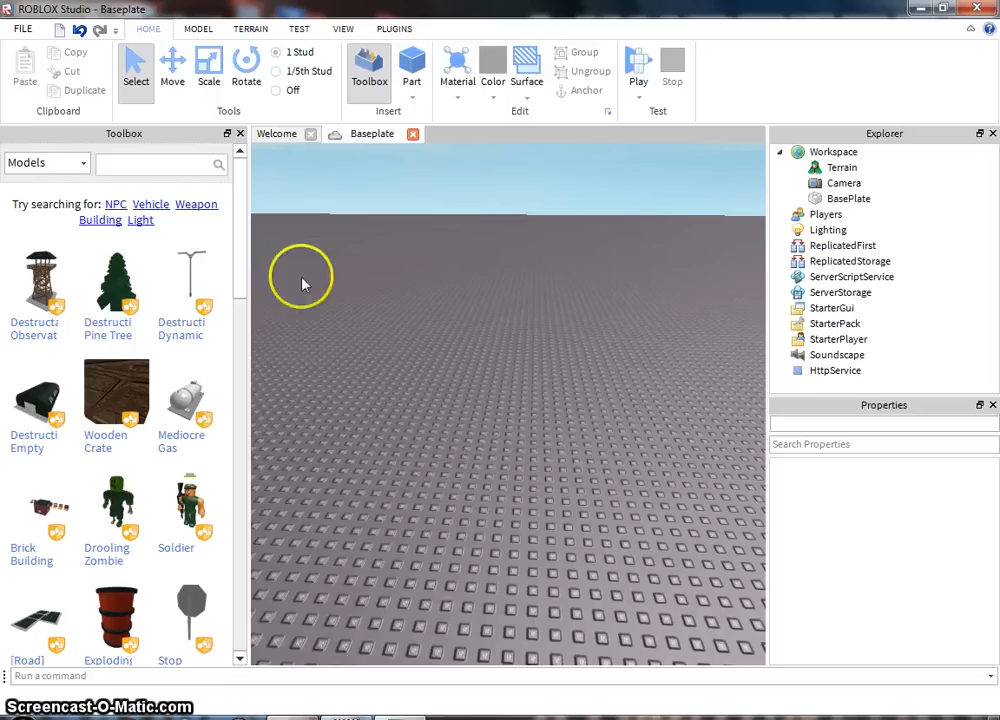 ROBLOX Studio - Baseplate
FILE HOME MODEL TERRAIN TEST VIEW PLUGINS
Paste Copy Cut Duplicate
Select Move Scale Rotate
1 Stud
1/5th Stud
Off
Toolbox Part
Material Color Surface
Group
Ungroup
Anchor
Play Stop
Clipboard Tools Insert Edit Test
Toolbox
Welcome Baseplate
Explorer
Models
Try searching for: NPC Vehicle Weapon
Building Light
Destructa Destructi Destructi
Observat Pine Tree Dynamic
Destructi Wooden Mediocre
Empty Crate Gas
Brick Drooling Soldier
Building Zombie
[Road] Exploding Stop
Workspace
Terrain
Camera
BasePlate
Players
Lighting
ReplicatedFirst
ReplicatedStorage
ServerScriptService
ServerStorage
StarterGui
StarterPack
StarterPlayer
Soundscape
HttpService
Properties
Search Properties
Run a command
Screencast-O-Matic.com